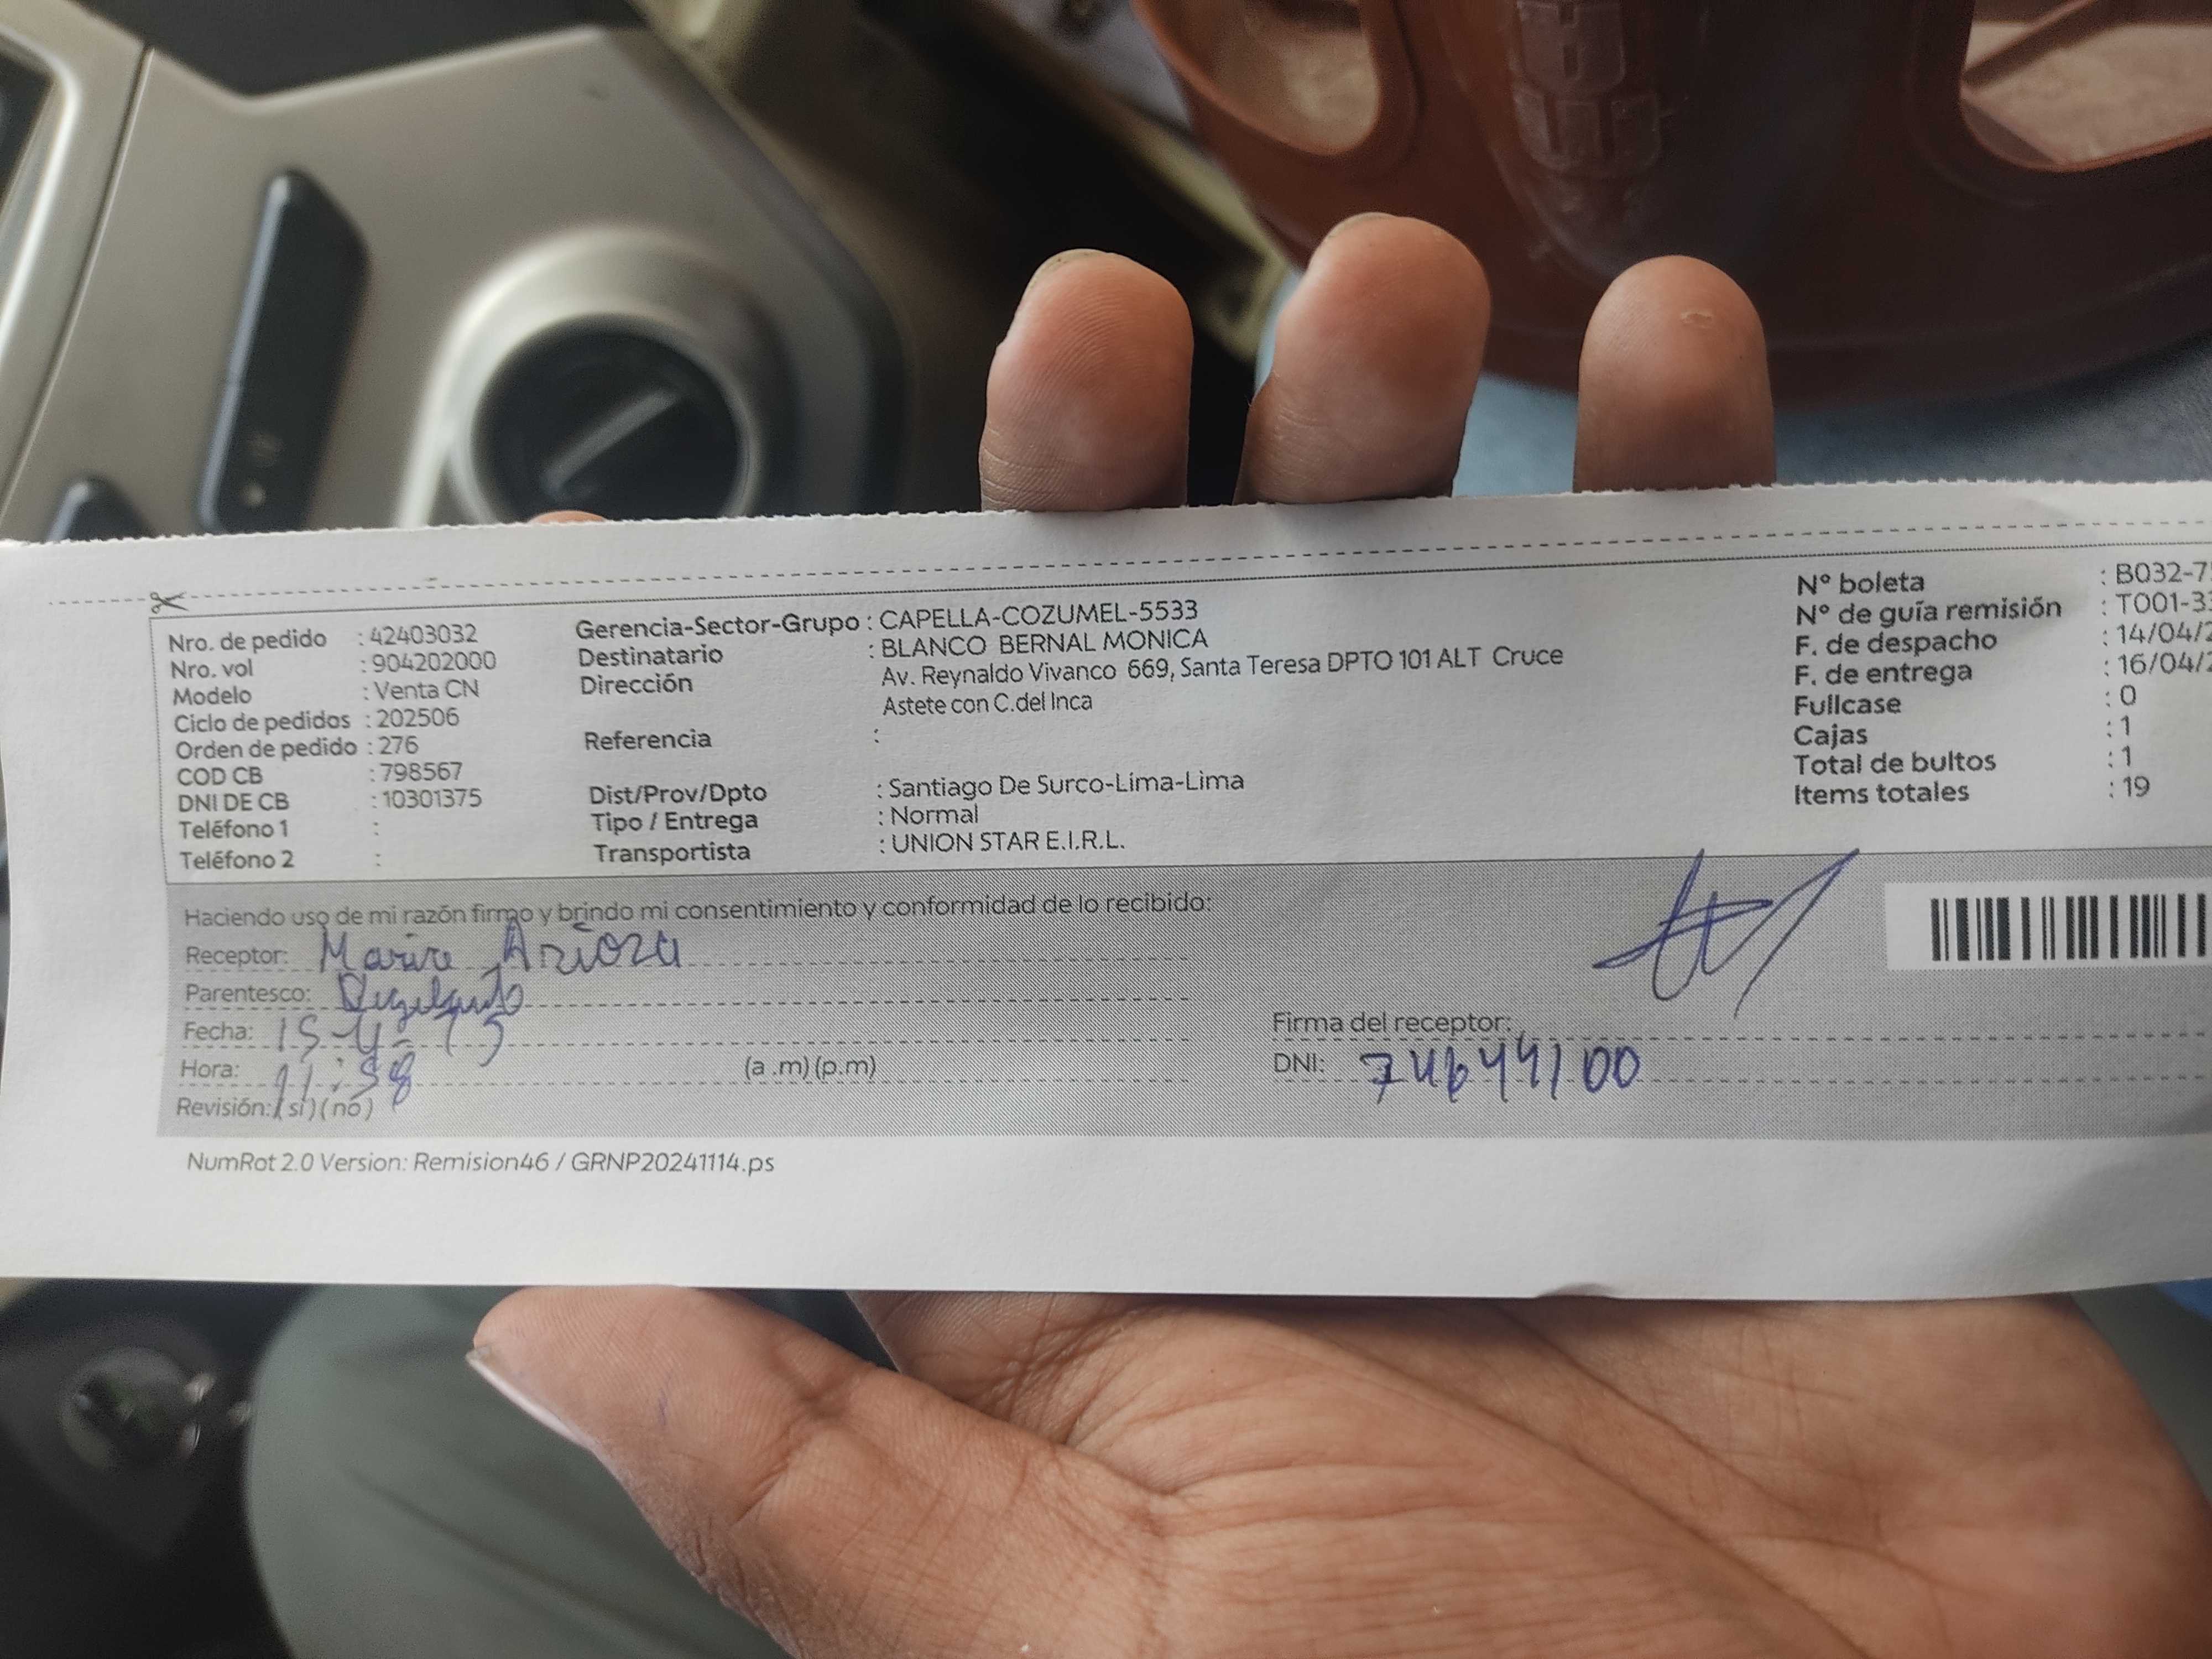 Nro. de pedido : 42403032
Nro. vol : 904202000
Modelo : Venta CN
Ciclo de pedidos : 202506
Orden de pedido : 276
COD CB : 798567
DNI DE CB : 10301375
Teléfono 1 :
Teléfono 2 :
Gerencia-Sector-Grupo : CAPELLA-COZUMEL-5533
Destinatario : BLANCO BERNAL MONICA
Dirección Av. Reynaldo Vivanco 669, Santa Teresa DPTO 101 ALT Cruce
Astete con C.del Inca
Referencia :
Dist/Prov/Dpto : Santiago De Surco-Lima-Lima
Tipo / Entrega : Normal
Transportista : UNION STAR E.I.R.L.
Nº boleta : B032-7
Nº de guía remisión : T001-33
F. de despacho : 14/04/2
F. de entrega : 16/04/2
Fullcase : 0
Cajas : 1
Total de bultos : 1
Items totales : 19
Haciendo uso de mi razón firmo y brindo mi consentimiento y conformidad de lo recibido:
Receptor:
Parentesco:
Fecha:
Hora: 11:58 (a .m) (p.m)
Revisión: ( si ) ( no )
Firma del receptor:
DNI:
NumRot 2.0 Version: Remision46 / GRNP20241114.ps